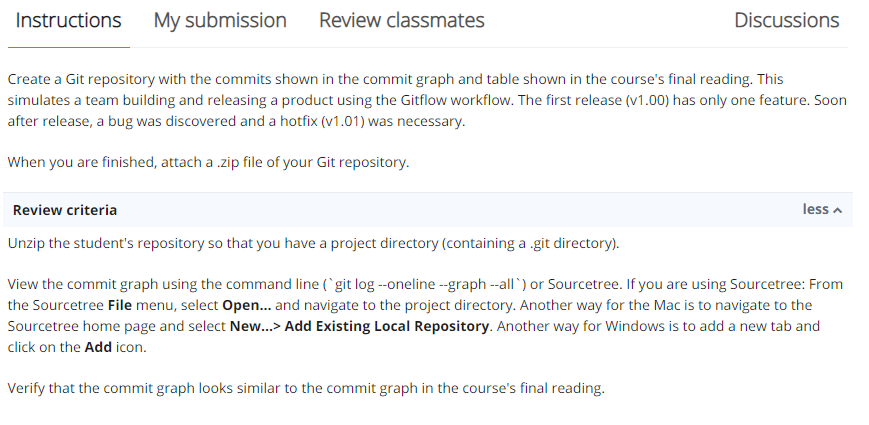 Instructions My submission Review classmates Discussions
Create a Git repository with the commits shown in the commit graph and table shown in the course's final reading. This
simulates a team building and releasing a product using the Gitflow workflow. The first release (v1.00) has only one feature. Soon
after release, a bug was discovered and a hotfix (v1.01) was necessary.
When you are finished, attach a .zip file of your Git repository.
Review criteria less
Unzip the student's repository so that you have a project directory (containing a .git directory).
View the commit graph using the command line (`git log --oneline --graph --all`) or Sourcetree. If you are using Sourcetree: From
the Sourcetree File menu, select Open... and navigate to the project directory. Another way for the Mac is to navigate to the
Sourcetree home page and select New...> Add Existing Local Repository. Another way for Windows is to add a new tab and
click on the Add icon.
Verify that the commit graph looks similar to the commit graph in the course's final reading.